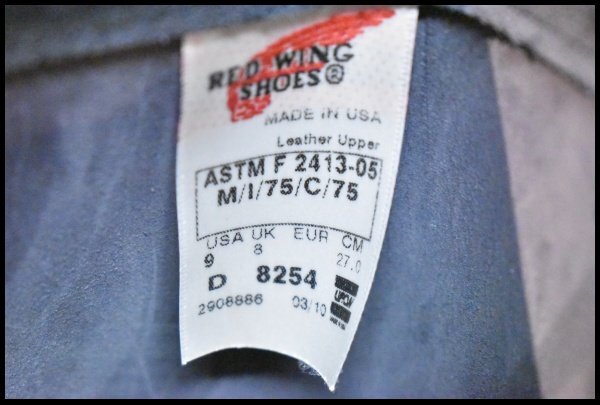 RED WING
SHOES®
MADE IN USA
Leather Upper
ASTM F 2413-05
M/I/75/C/75
USA UK EUR CM
9 8 27.0
D 8254
2908886 03/10